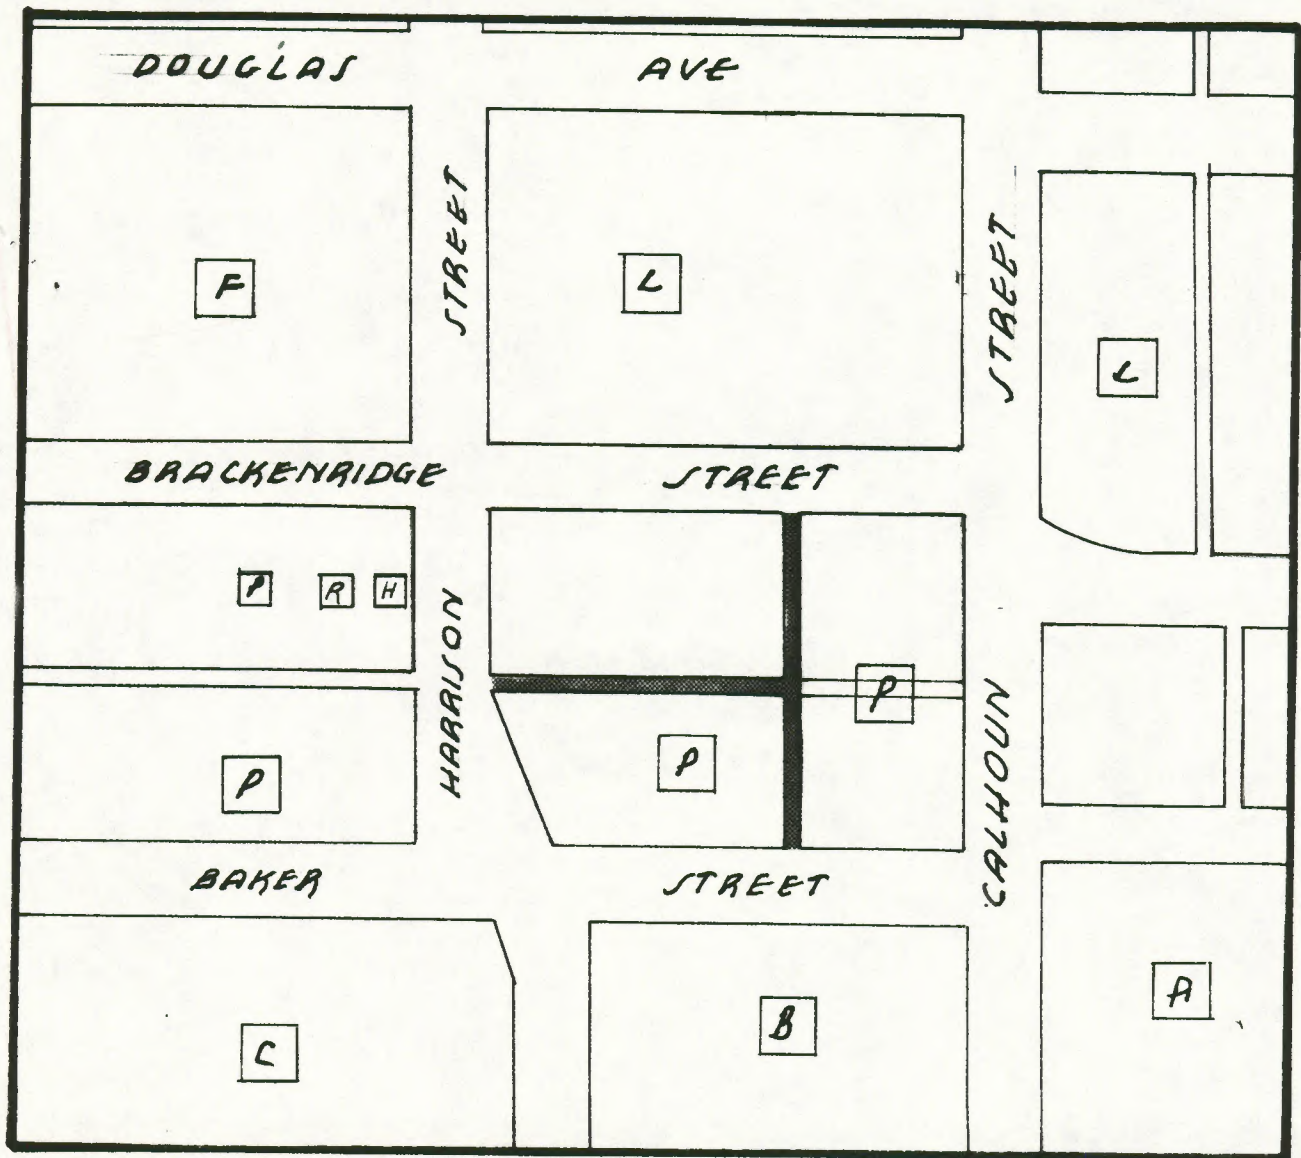 DOUGLAS AVE
STREET
STREET
F
L
L
BRACKENRIDGE STREET
P
R
H
HARRISON
P
P
P
CALHOUN
BAKER STREET
C
B
A